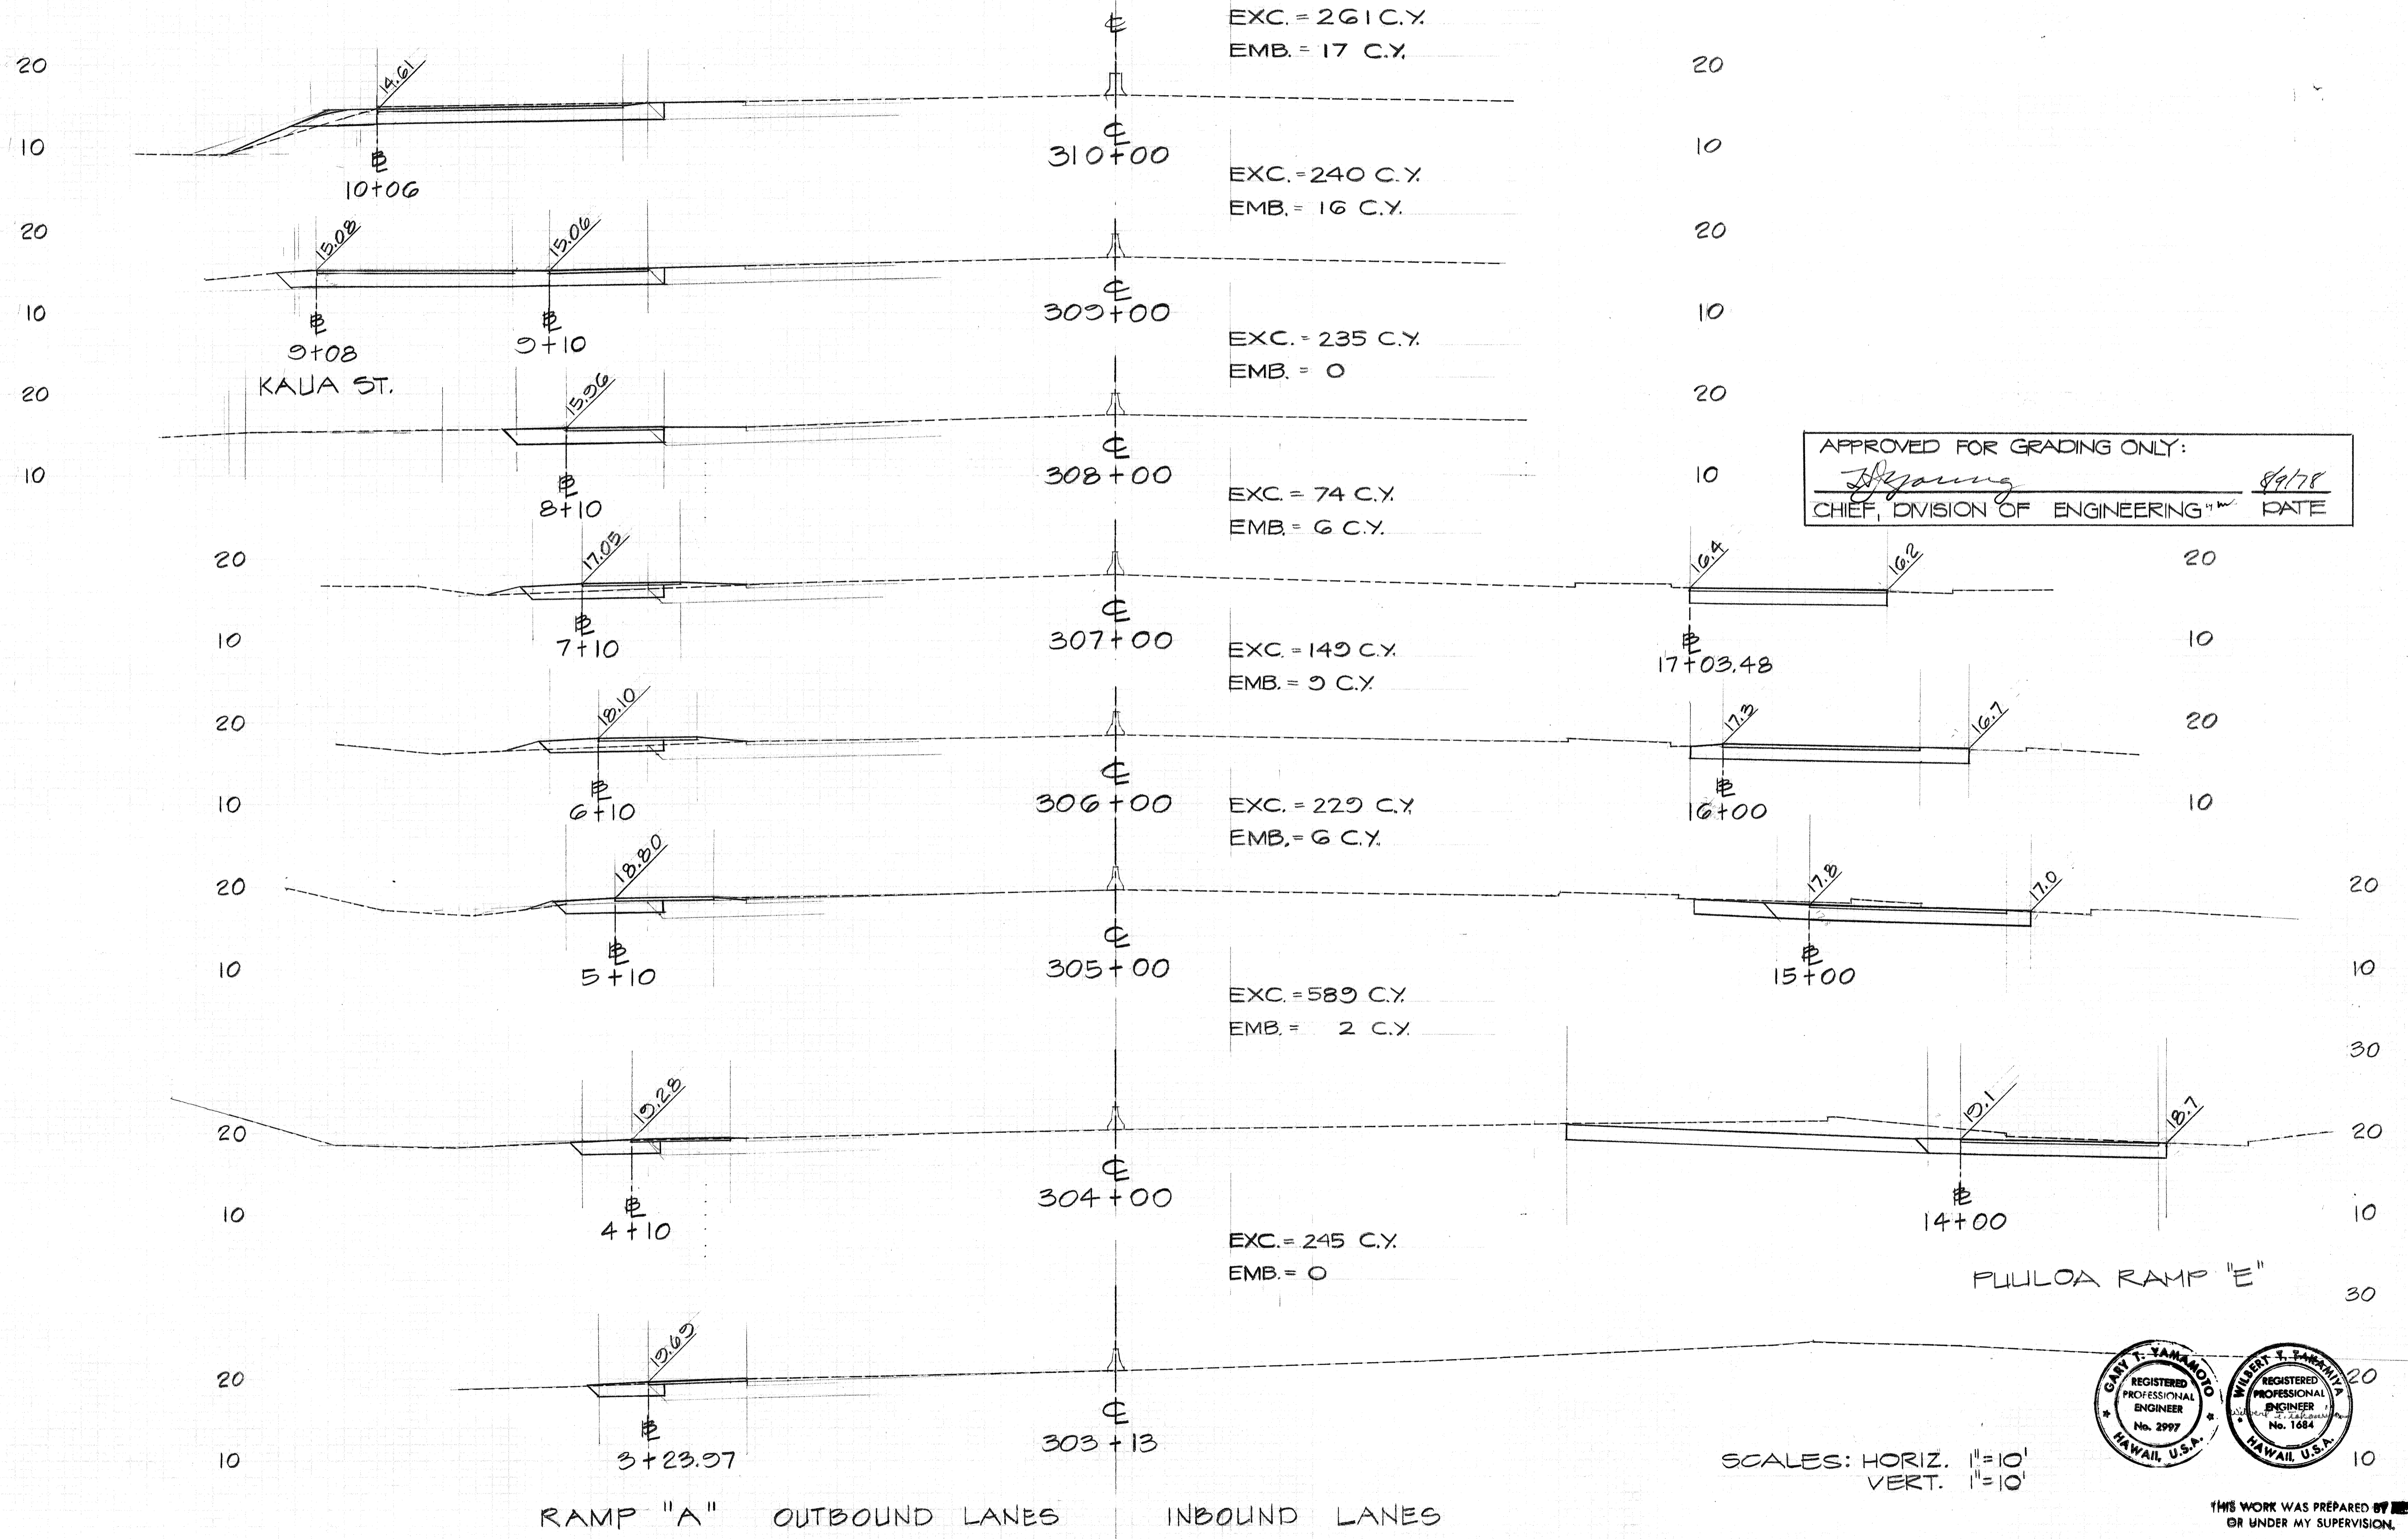 EXC. = 261 C.Y.
EMB. = 17 C.Y.
20 ℄ 20
14.61
10 ℄ 10
310+00
℄
10+06
EXC. = 240 C.Y.
EMB. = 16 C.Y.
20 20
15.08 15.06
10 ℄ 10
309+00
9+08 9+10
KAUA ST.
EXC. = 235 C.Y.
EMB. = 0
20 20
15.96
10 ℄ 10
308+00
8+10
APPROVED FOR GRADING ONLY:
8/9/78
CHIEF, DIVISION OF ENGINEERING DATE
EXC. = 74 C.Y.
EMB. = 6 C.Y.
20 17.05 16.4 16.2 20
10 ℄ 10
307+00
7+10 17+03.48
EXC. = 149 C.Y.
EMB. = 9 C.Y.
20 18.10 17.3 16.7 20
10 ℄ 10
306+00
6+10 16+00
EXC. = 229 C.Y.
EMB. = 6 C.Y.
20 18.80 17.8 17.0 20
10 ℄ 10
305+00
5+10 15+00
EXC. = 589 C.Y.
EMB. = 2 C.Y.
30
20 19.28 19.1 18.7 20
10 ℄ 10
304+00
4+10 14+00
EXC. = 245 C.Y.
EMB. = 0
PUULOA RAMP "E"
30
20 19.69 20
10 ℄ 10
303+13
3+23.97
GARY T. YAMAMOTO
REGISTERED
PROFESSIONAL
ENGINEER
No. 2997
HAWAII, U.S.A.
WILBERT T. TAKAMIYA
REGISTERED
PROFESSIONAL
ENGINEER
No. 1684
HAWAII, U.S.A.
SCALES: HORIZ. 1"=10'
VERT. 1"=10'
RAMP "A" OUTBOUND LANES INBOUND LANES
THIS WORK WAS PREPARED BY
OR UNDER MY SUPERVISION.